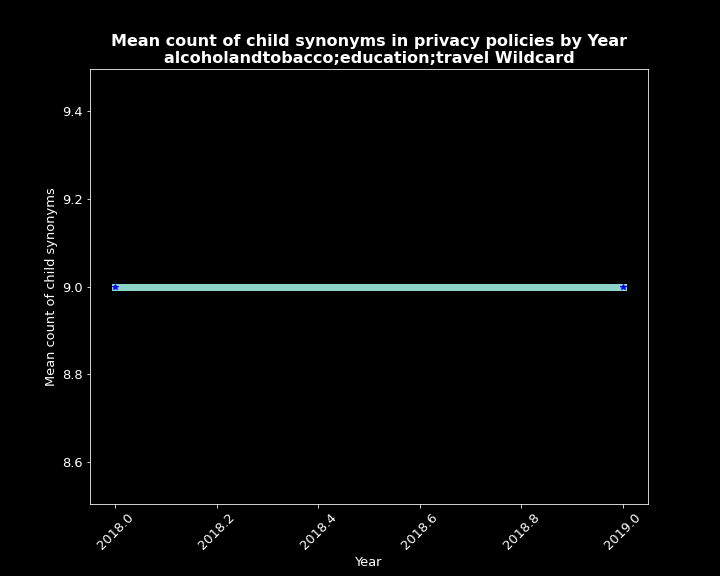 Mean count of child synonyms in privacy policies by Year
alcoholandtobacco;education;travel Wildcard
Mean count of child synonyms
9.4
9.2
9.0
8.8
8.6
2018.0
2018.2
2018.4
2018.6
2018.8
2019.0
Year